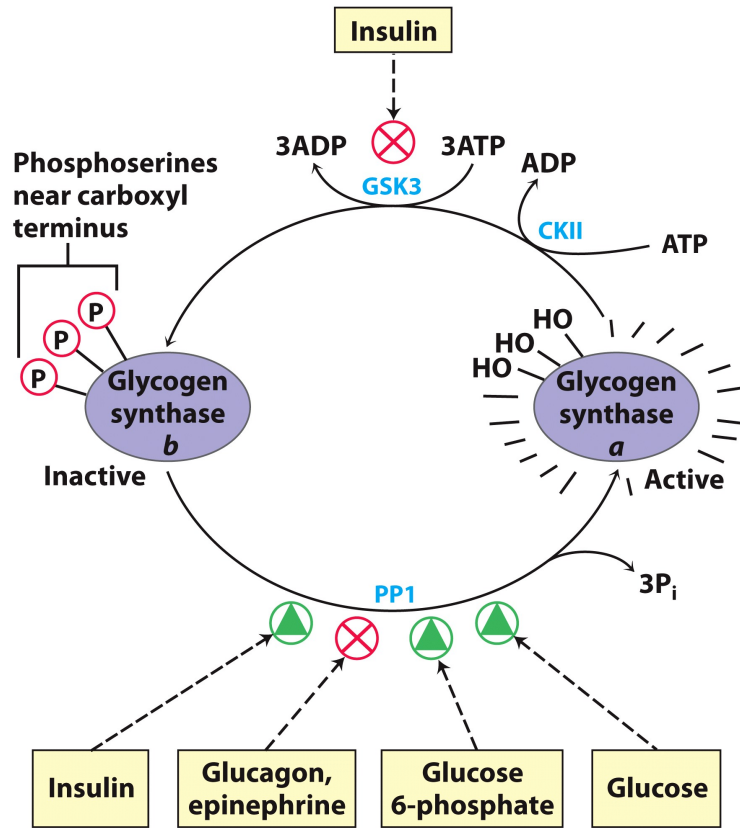 Insulin
3ADP
3ATP
GSK3
ADP
CKII
ATP
Phosphoserines
near carboxyl
terminus
P
P
P
HO
HO
HO
Glycogen
synthase
b
Inactive
Glycogen
synthase
a
Active
PP1
3Pi
Insulin
Glucagon,
epinephrine
Glucose
6-phosphate
Glucose